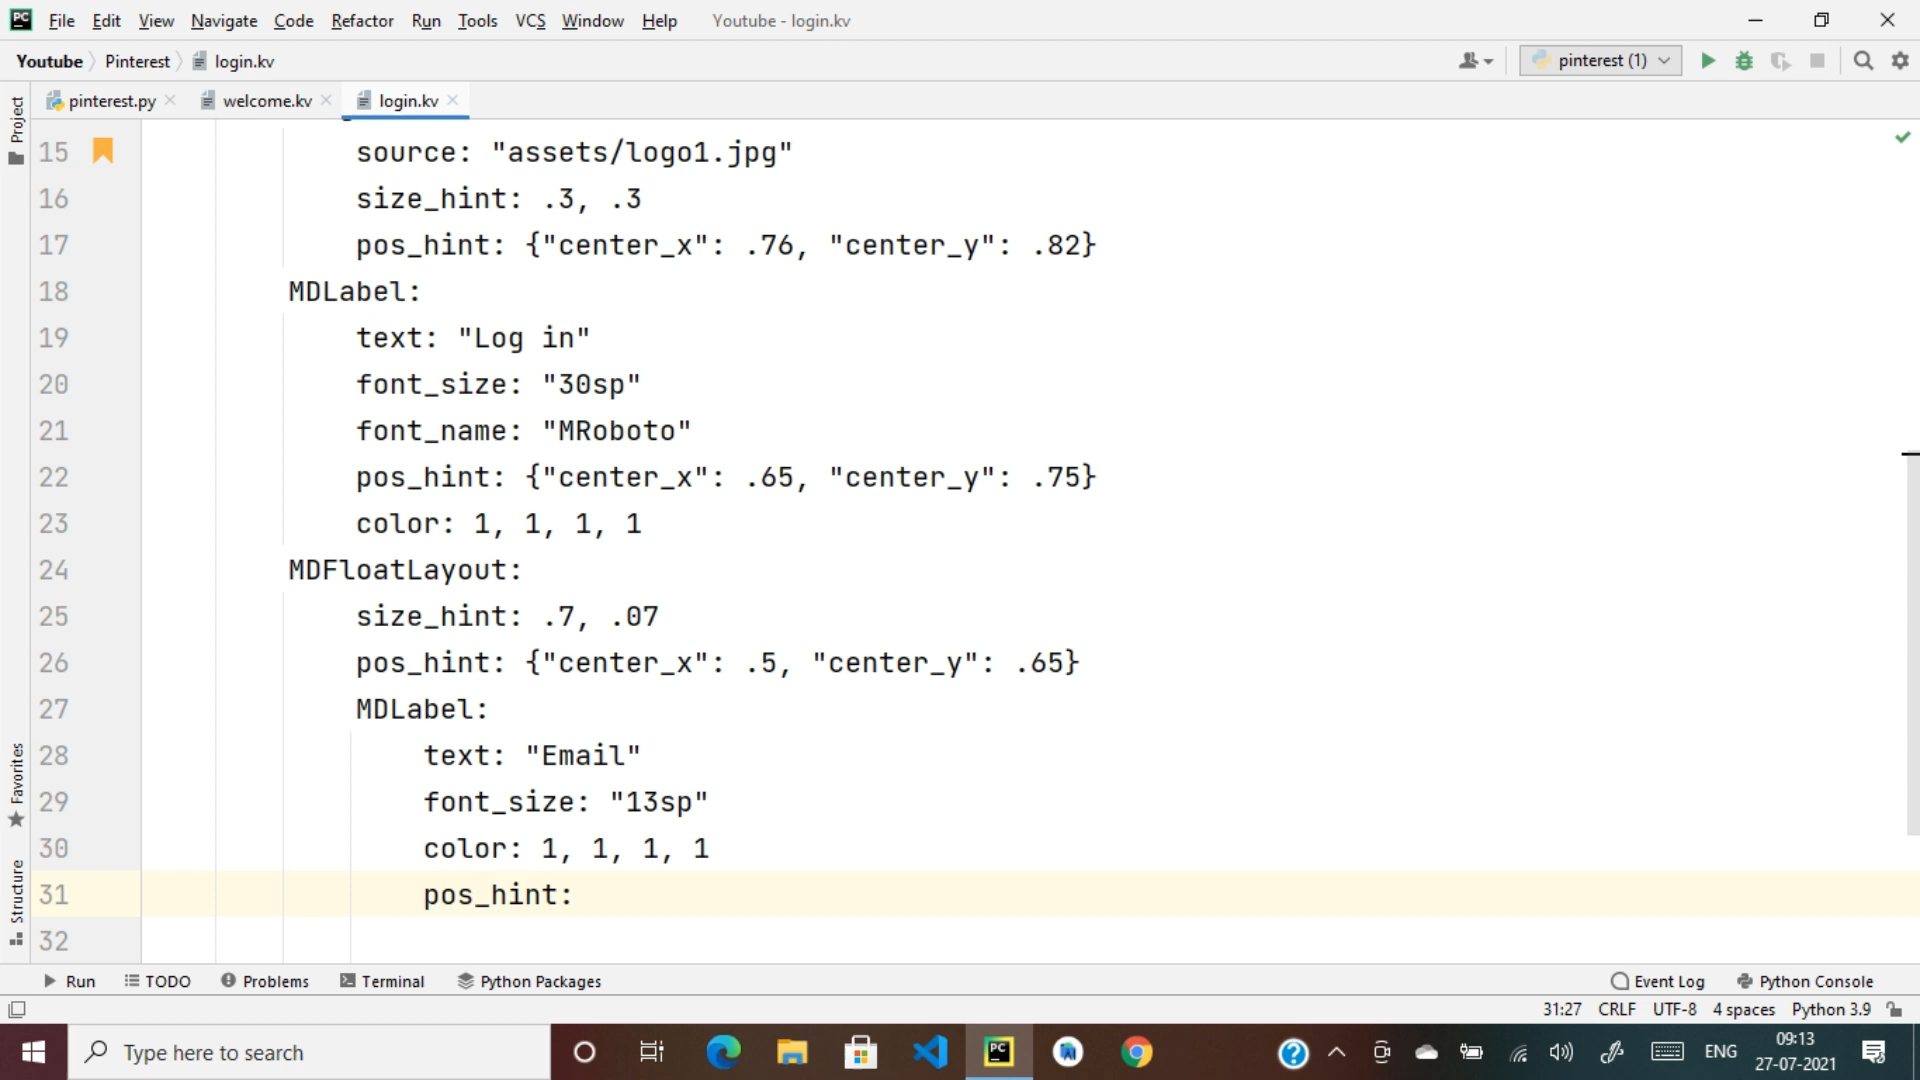 PC File Edit View Navigate Code Refactor Run Tools VCS Window Help Youtube - login.kv
Youtube Pinterest login.kv pinterest (1)
pinterest.py welcome.kv login.kv
Project
15 source: "assets/logo1.jpg"
16 size_hint: .3, .3
17 pos_hint: {"center_x": .76, "center_y": .82}
18 MDLabel:
19 text: "Log in"
20 font_size: "30sp"
21 font_name: "MRoboto"
22 pos_hint: {"center_x": .65, "center_y": .75}
23 color: 1, 1, 1, 1
24 MDFloatLayout:
25 size_hint: .7, .07
26 pos_hint: {"center_x": .5, "center_y": .65}
27 MDLabel:
28 text: "Email"
29 font_size: "13sp"
30 color: 1, 1, 1, 1
31 pos_hint:
32
Favorites
Structure
Run TODO Problems Terminal Python Packages Event Log Python Console
31:27 CRLF UTF-8 4 spaces Python 3.9
Type here to search PC ENG 09:13
27-07-2021